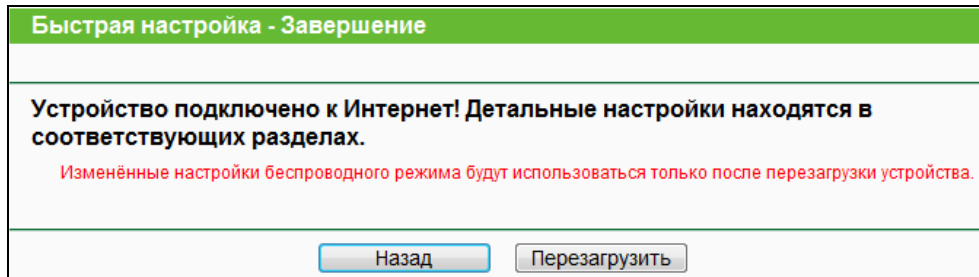 Быстрая настройка - Завершение
Устройство подключено к Интернет! Детальные настройки находятся в
соответствующих разделах.
Изменённые настройки беспроводного режима будут использоваться только после перезагрузки устройства.
Назад Перезагрузить